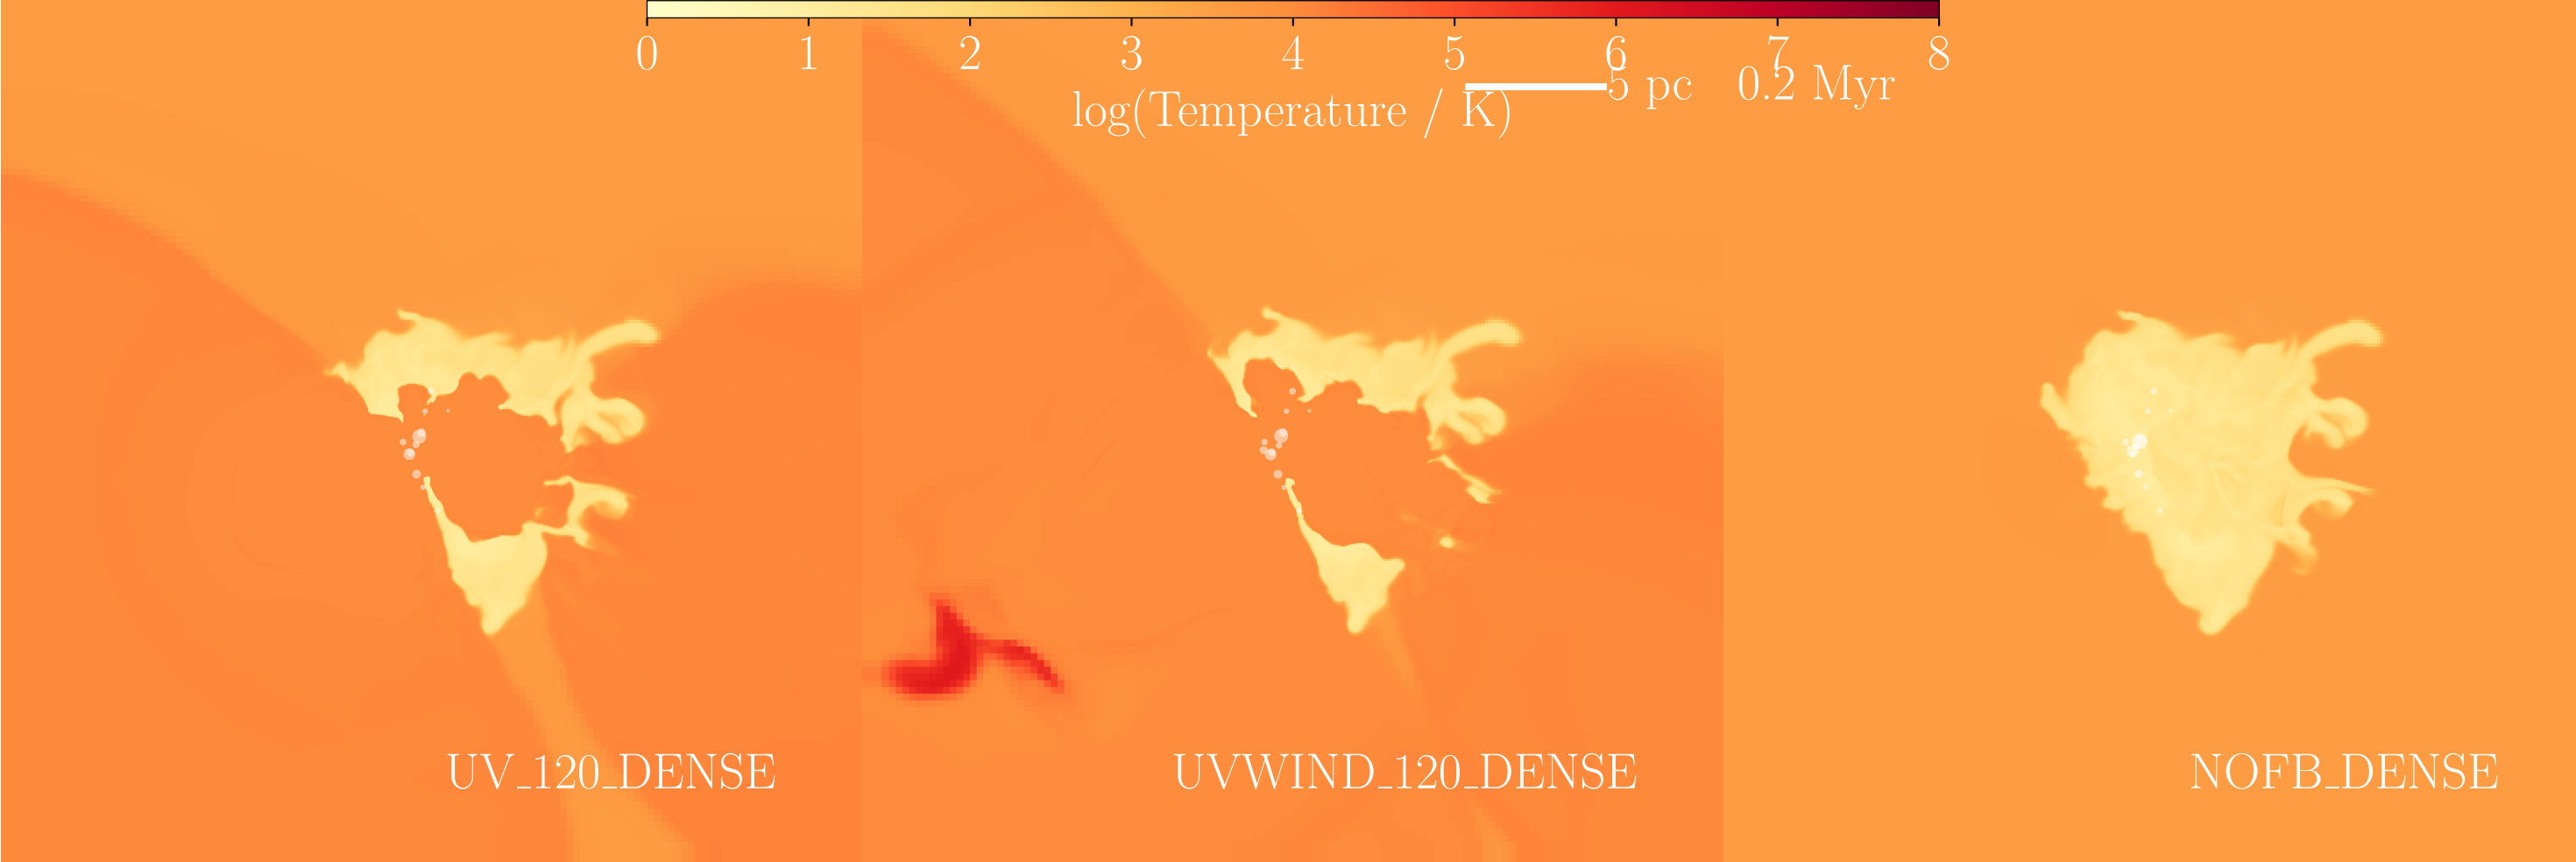 0 1 2 3 4 5 6 7 8
5 pc 0.2 Myr
log(Temperature / K)
UV_120_DENSE
UVWIND_120_DENSE
NOFB_DENSE